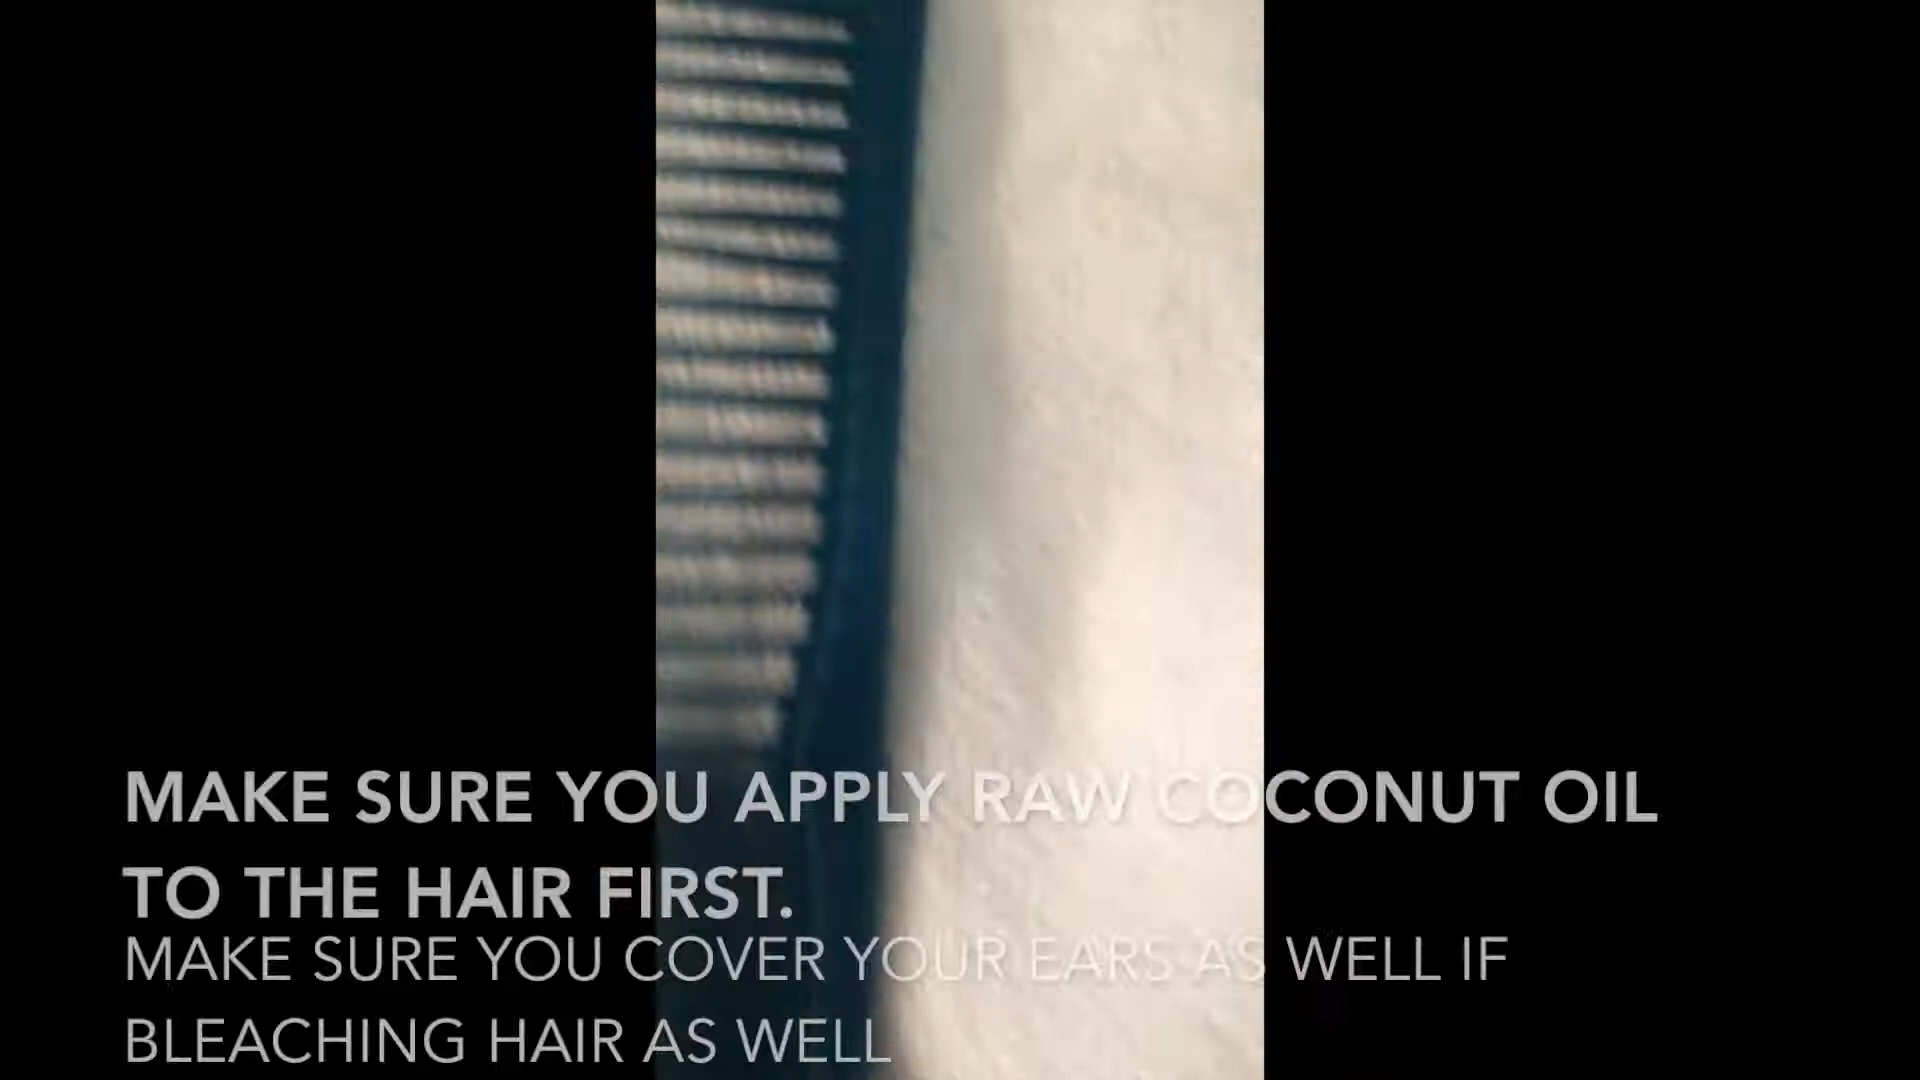 MAKE SURE YOU APPLY RAW COCONUT OIL
TO THE HAIR FIRST.
MAKE SURE YOU COVER YOUR EARS AS WELL IF
BLEACHING HAIR AS WELL